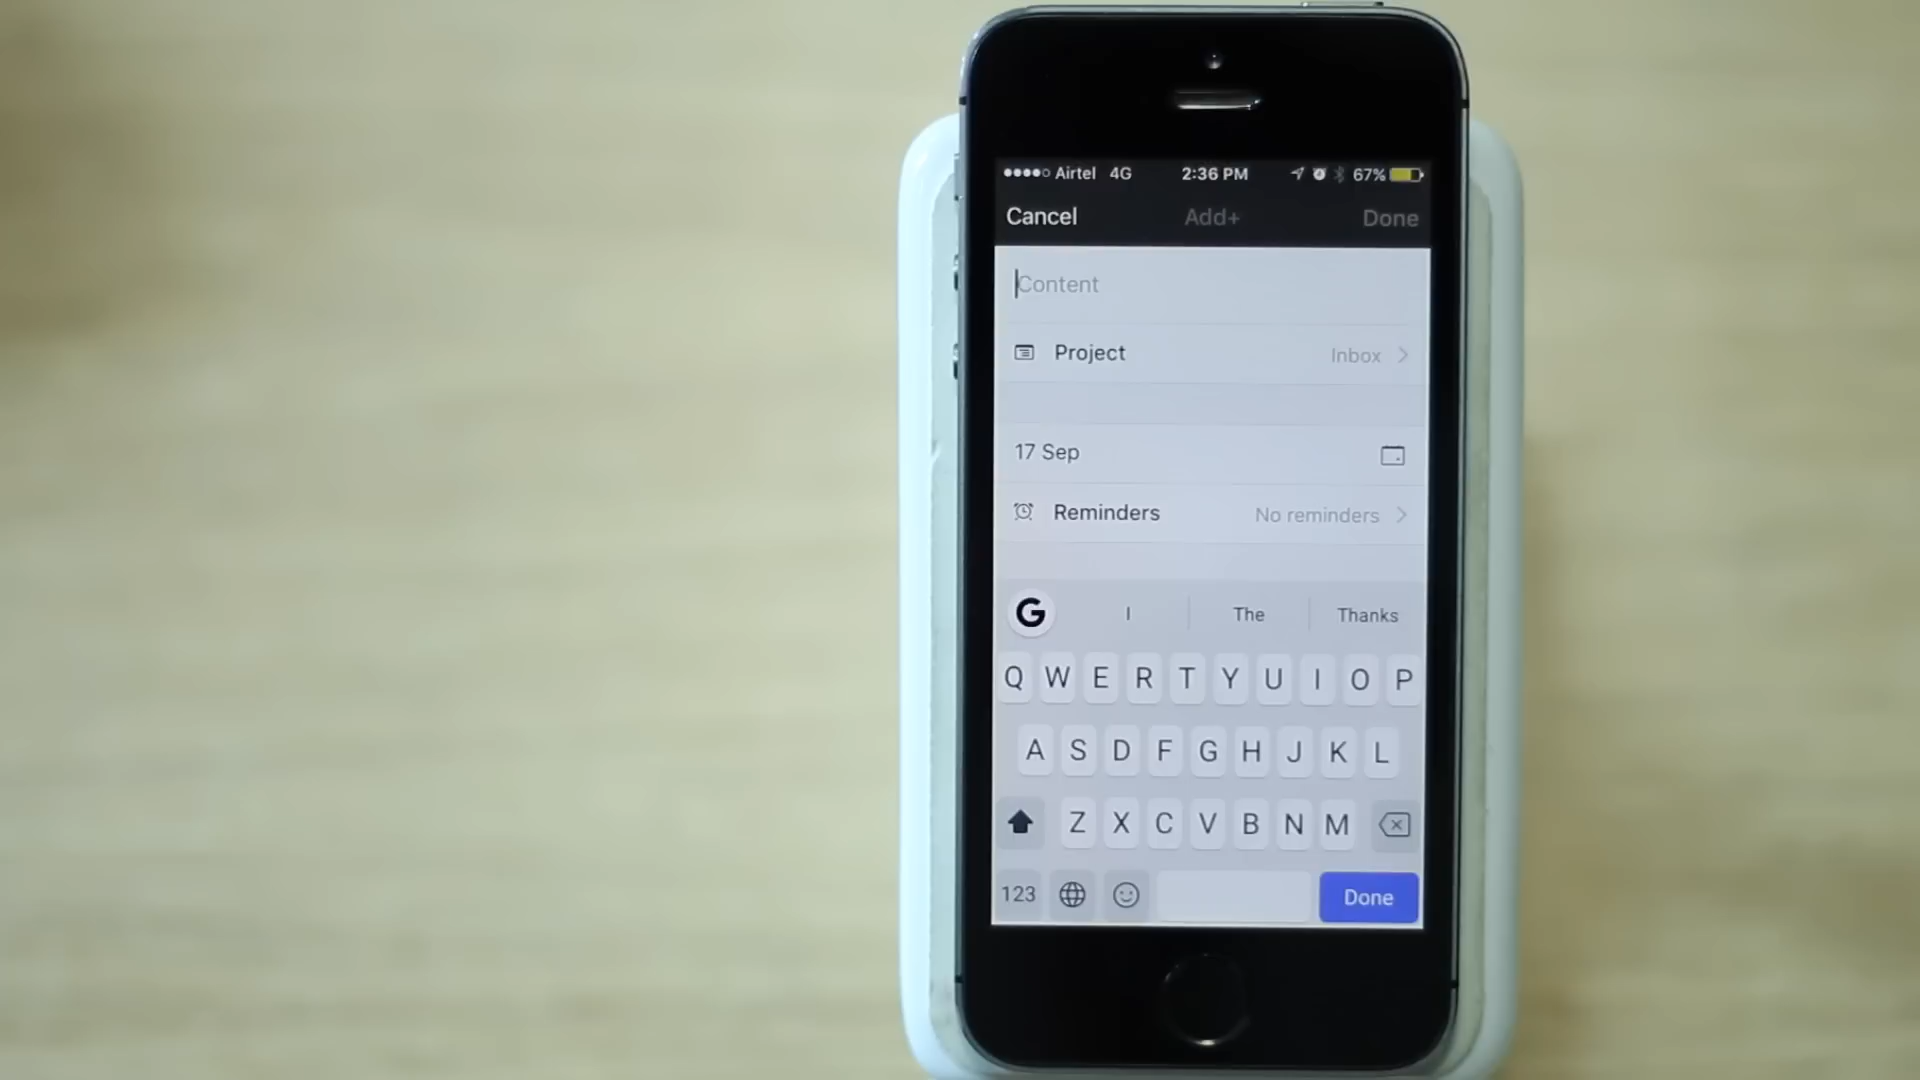 Airtel 4G 2:36 PM 67%
Cancel Add+ Done
Content
Project Inbox
17 Sep
Reminders No reminders
G I The Thanks
Q W E R T Y U I O P
A S D F G H J K L
Z X C V B N M
123 Done